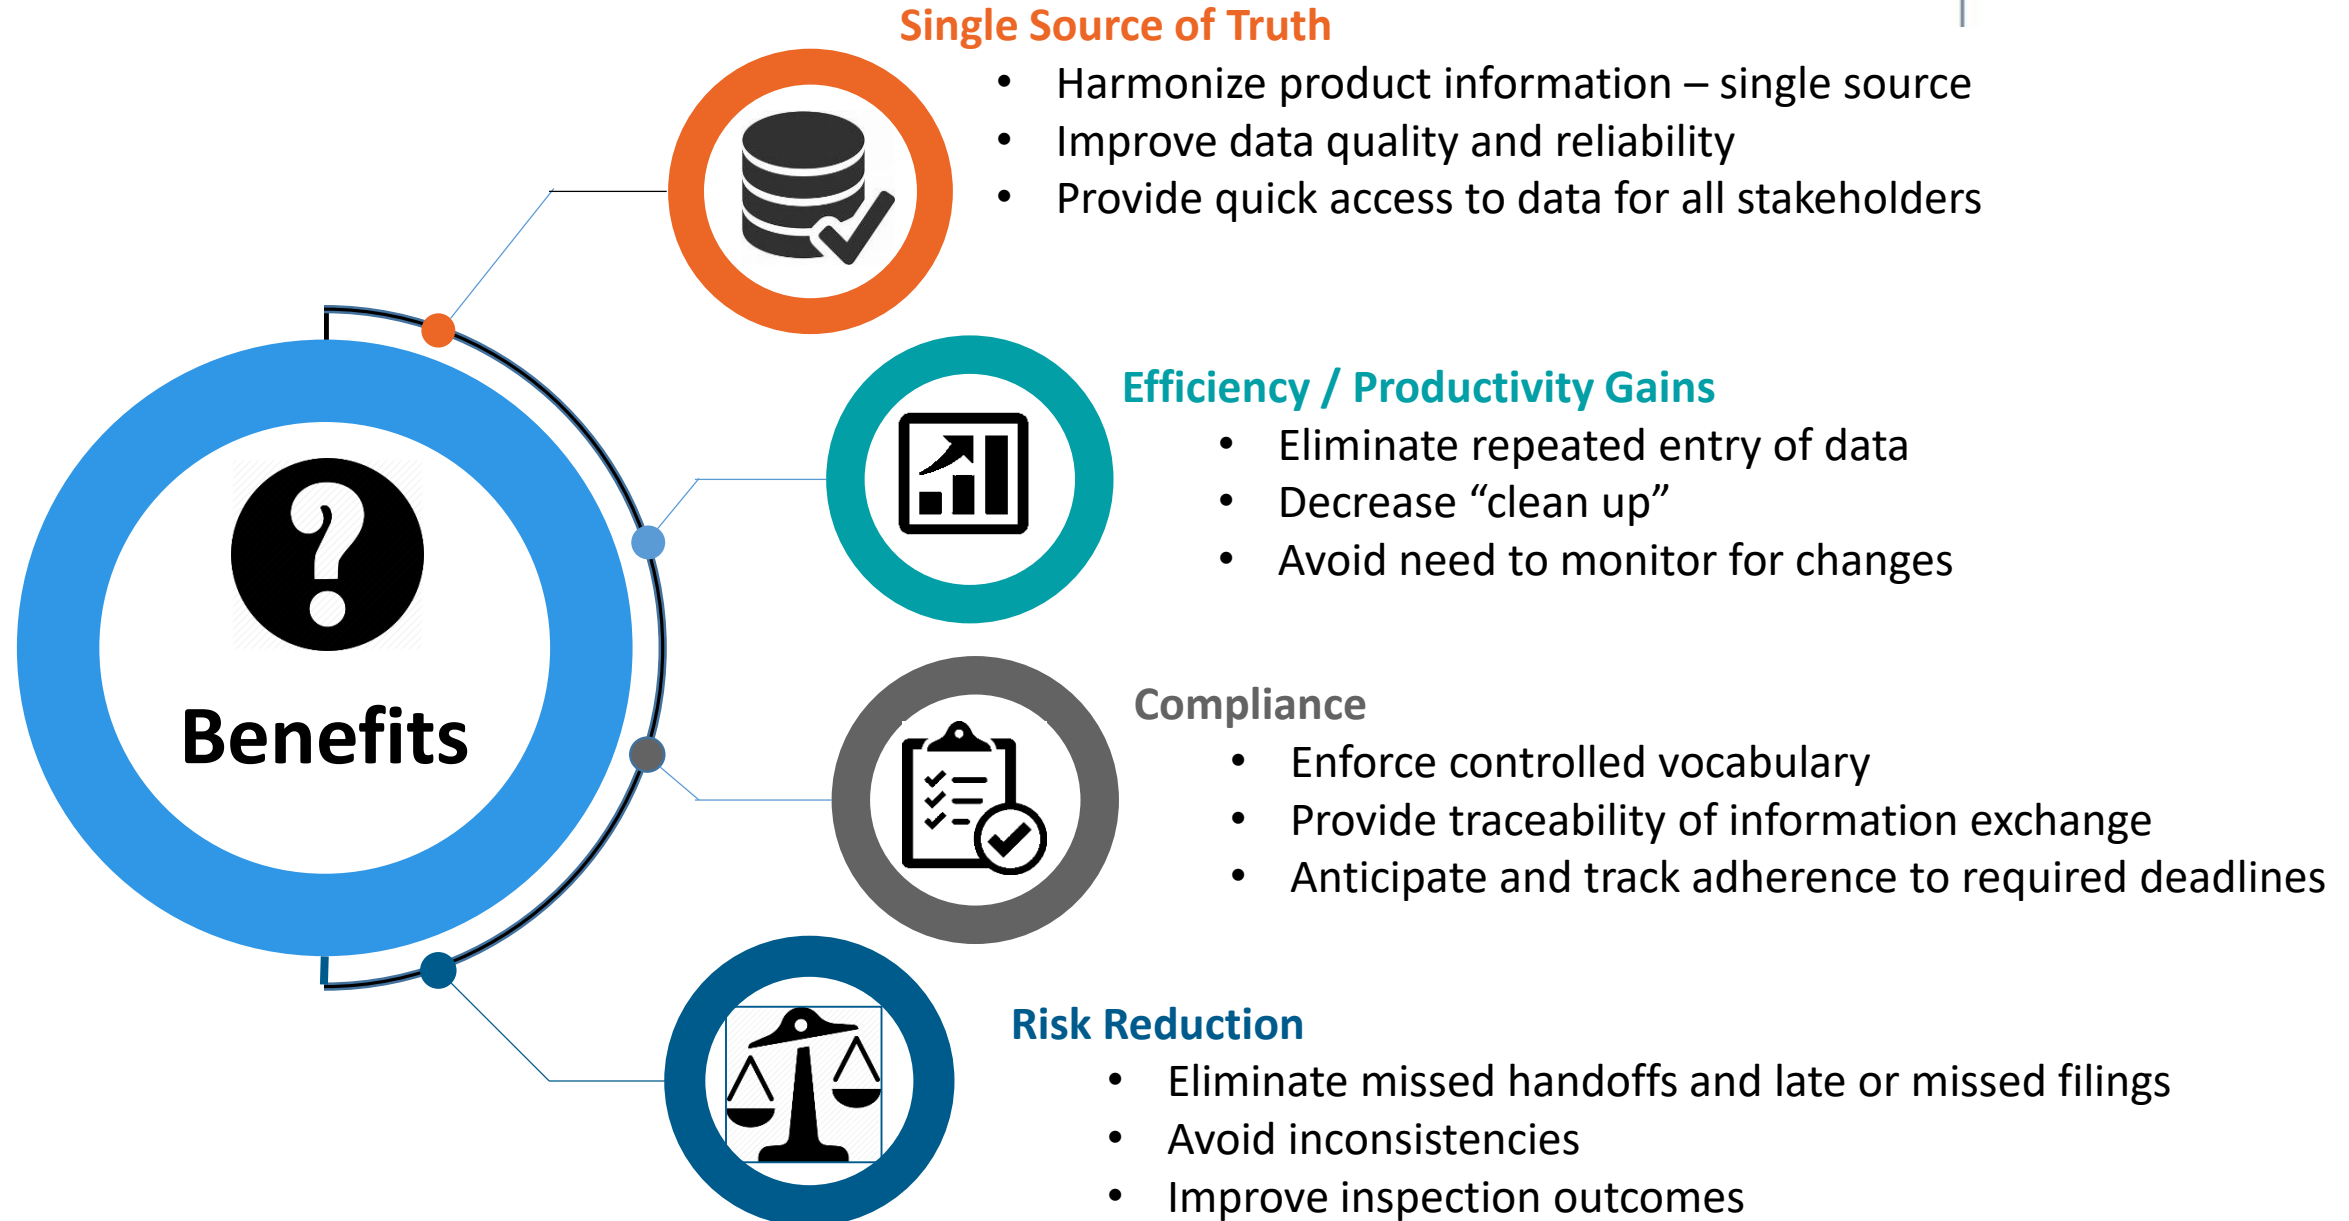 Single Source of Truth
• Harmonize product information – single source
• Improve data quality and reliability
• Provide quick access to data for all stakeholders
Efficiency / Productivity Gains
• Eliminate repeated entry of data
• Decrease “clean up”
• Avoid need to monitor for changes
?
Benefits
Compliance
• Enforce controlled vocabulary
• Provide traceability of information exchange
• Anticipate and track adherence to required deadlines
Risk Reduction
• Eliminate missed handoffs and late or missed filings
• Avoid inconsistencies
• Improve inspection outcomes